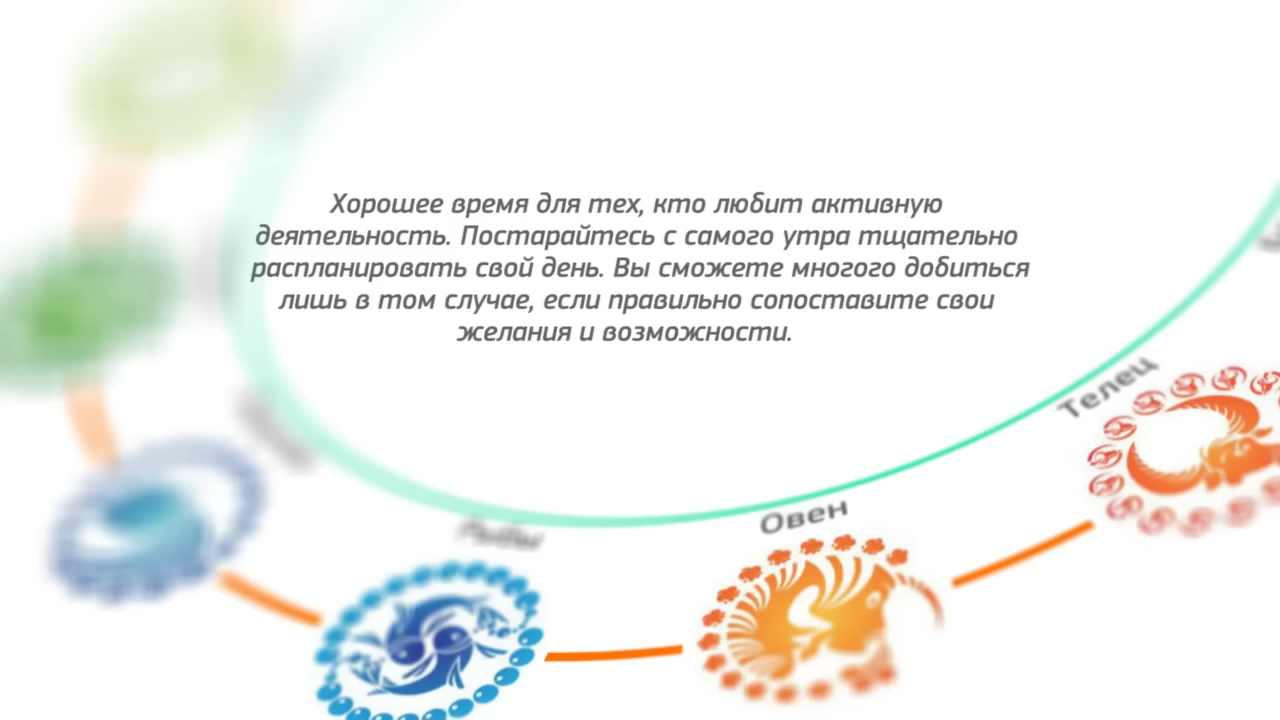 Хорошее время для тех, кто любит активную
деятельность. Постарайтесь с самого утра тщательно
распланировать свой день. Вы сможете многого добиться
лишь в том случае, если правильно сопоставите свои
желания и возможности.
Телец
Овен
Рыбы